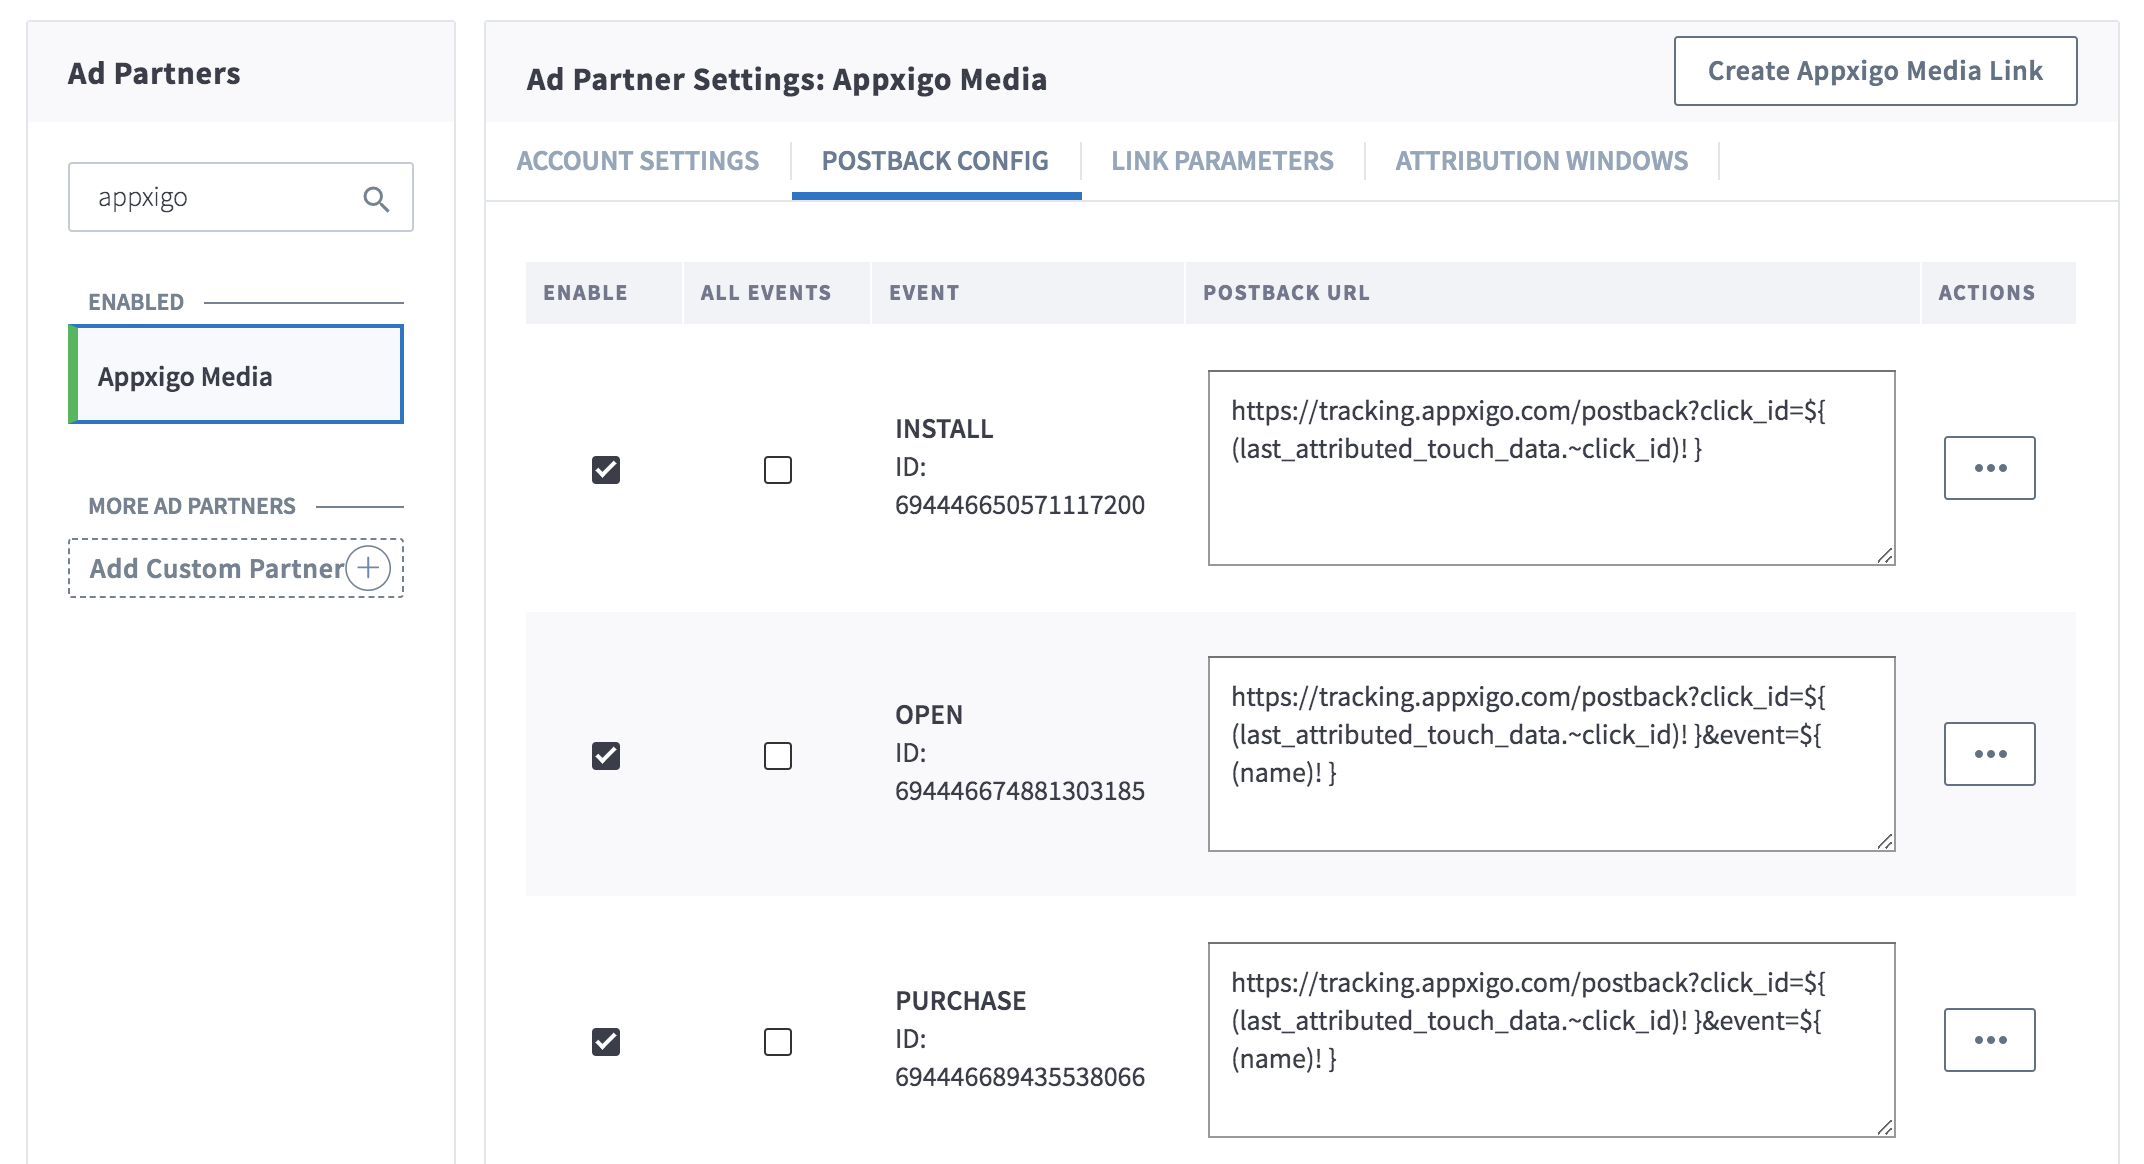 Ad Partners
appxigo
ENABLED
Appxigo Media
MORE AD PARTNERS
Add Custom Partner
Ad Partner Settings: Appxigo Media
Create Appxigo Media Link
ACCOUNT SETTINGS
POSTBACK CONFIG
LINK PARAMETERS
ATTRIBUTION WINDOWS
ENABLE
ALL EVENTS
EVENT
POSTBACK URL
ACTIONS
INSTALL
ID:
694446650571117200
https://tracking.appxigo.com/postback?click_id=${
(last_attributed_touch_data.~click_id)! }
OPEN
ID:
694446674881303185
https://tracking.appxigo.com/postback?click_id=${
(last_attributed_touch_data.~click_id)! }&event=${
(name)! }
PURCHASE
ID:
694446689435538066
https://tracking.appxigo.com/postback?click_id=${
(last_attributed_touch_data.~click_id)! }&event=${
(name)! }